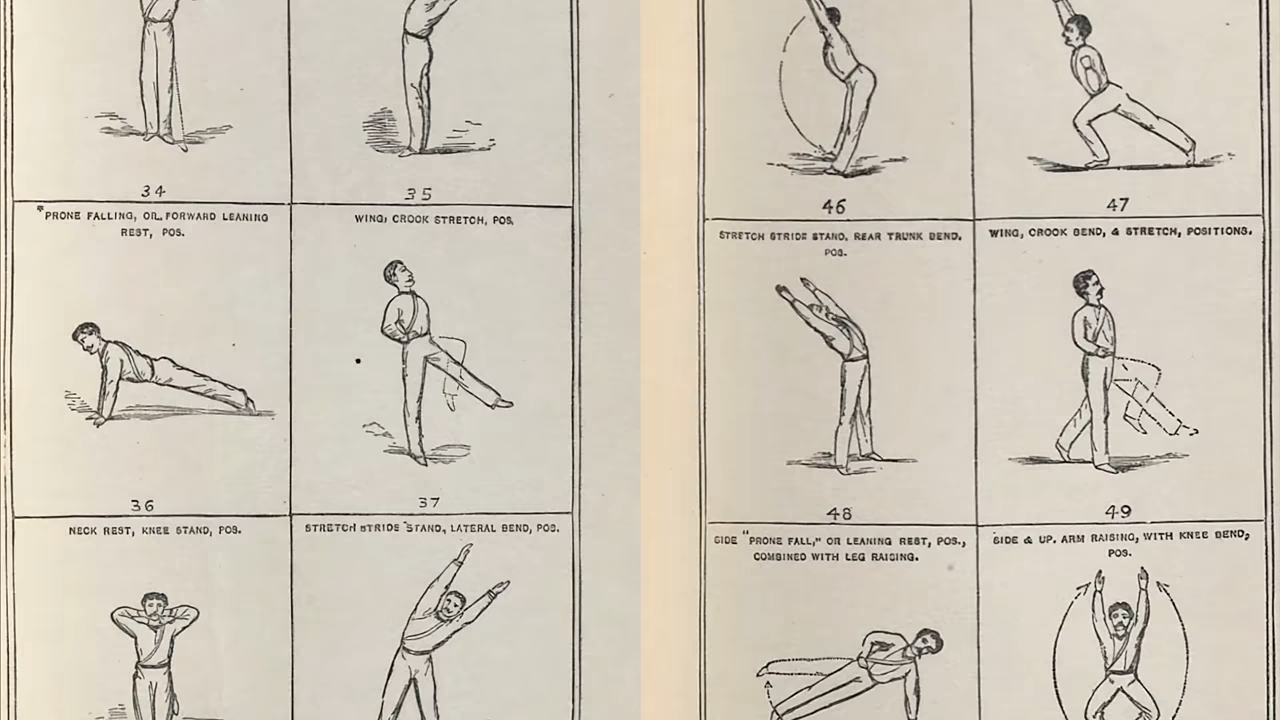 34
35
*PRONE FALLING, OR FORWARD LEANING
REST, POS.
WING, CROOK STRETCH, POS.
36
37
NECK REST, KNEE STAND, POS.
STRETCH STRIDE STAND, LATERAL BEND, POS.
46
47
STRETCH STRIDE STAND, REAR TRUNK BEND,
POS.
WING, CROOK BEND, & STRETCH, POSITIONS.
48
49
SIDE "PRONE FALL," OR LEANING REST, POS.,
COMBINED WITH LEG RAISING.
SIDE & UP. ARM RAISING, WITH KNEE BEND,
POS.